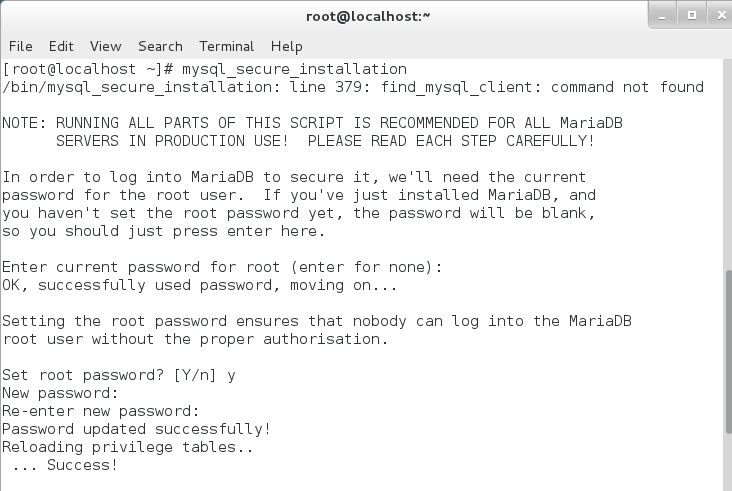 root@localhost:~
File Edit View Search Terminal Help
[root@localhost ~]# mysql_secure_installation
/bin/mysql_secure_installation: line 379: find_mysql_client: command not found
NOTE: RUNNING ALL PARTS OF THIS SCRIPT IS RECOMMENDED FOR ALL MariaDB
SERVERS IN PRODUCTION USE!  PLEASE READ EACH STEP CAREFULLY!
In order to log into MariaDB to secure it, we'll need the current
password for the root user.  If you've just installed MariaDB, and
you haven't set the root password yet, the password will be blank,
so you should just press enter here.
Enter current password for root (enter for none):
OK, successfully used password, moving on...
Setting the root password ensures that nobody can log into the MariaDB
root user without the proper authorisation.
Set root password? [Y/n] y
New password:
Re-enter new password:
Password updated successfully!
Reloading privilege tables..
... Success!